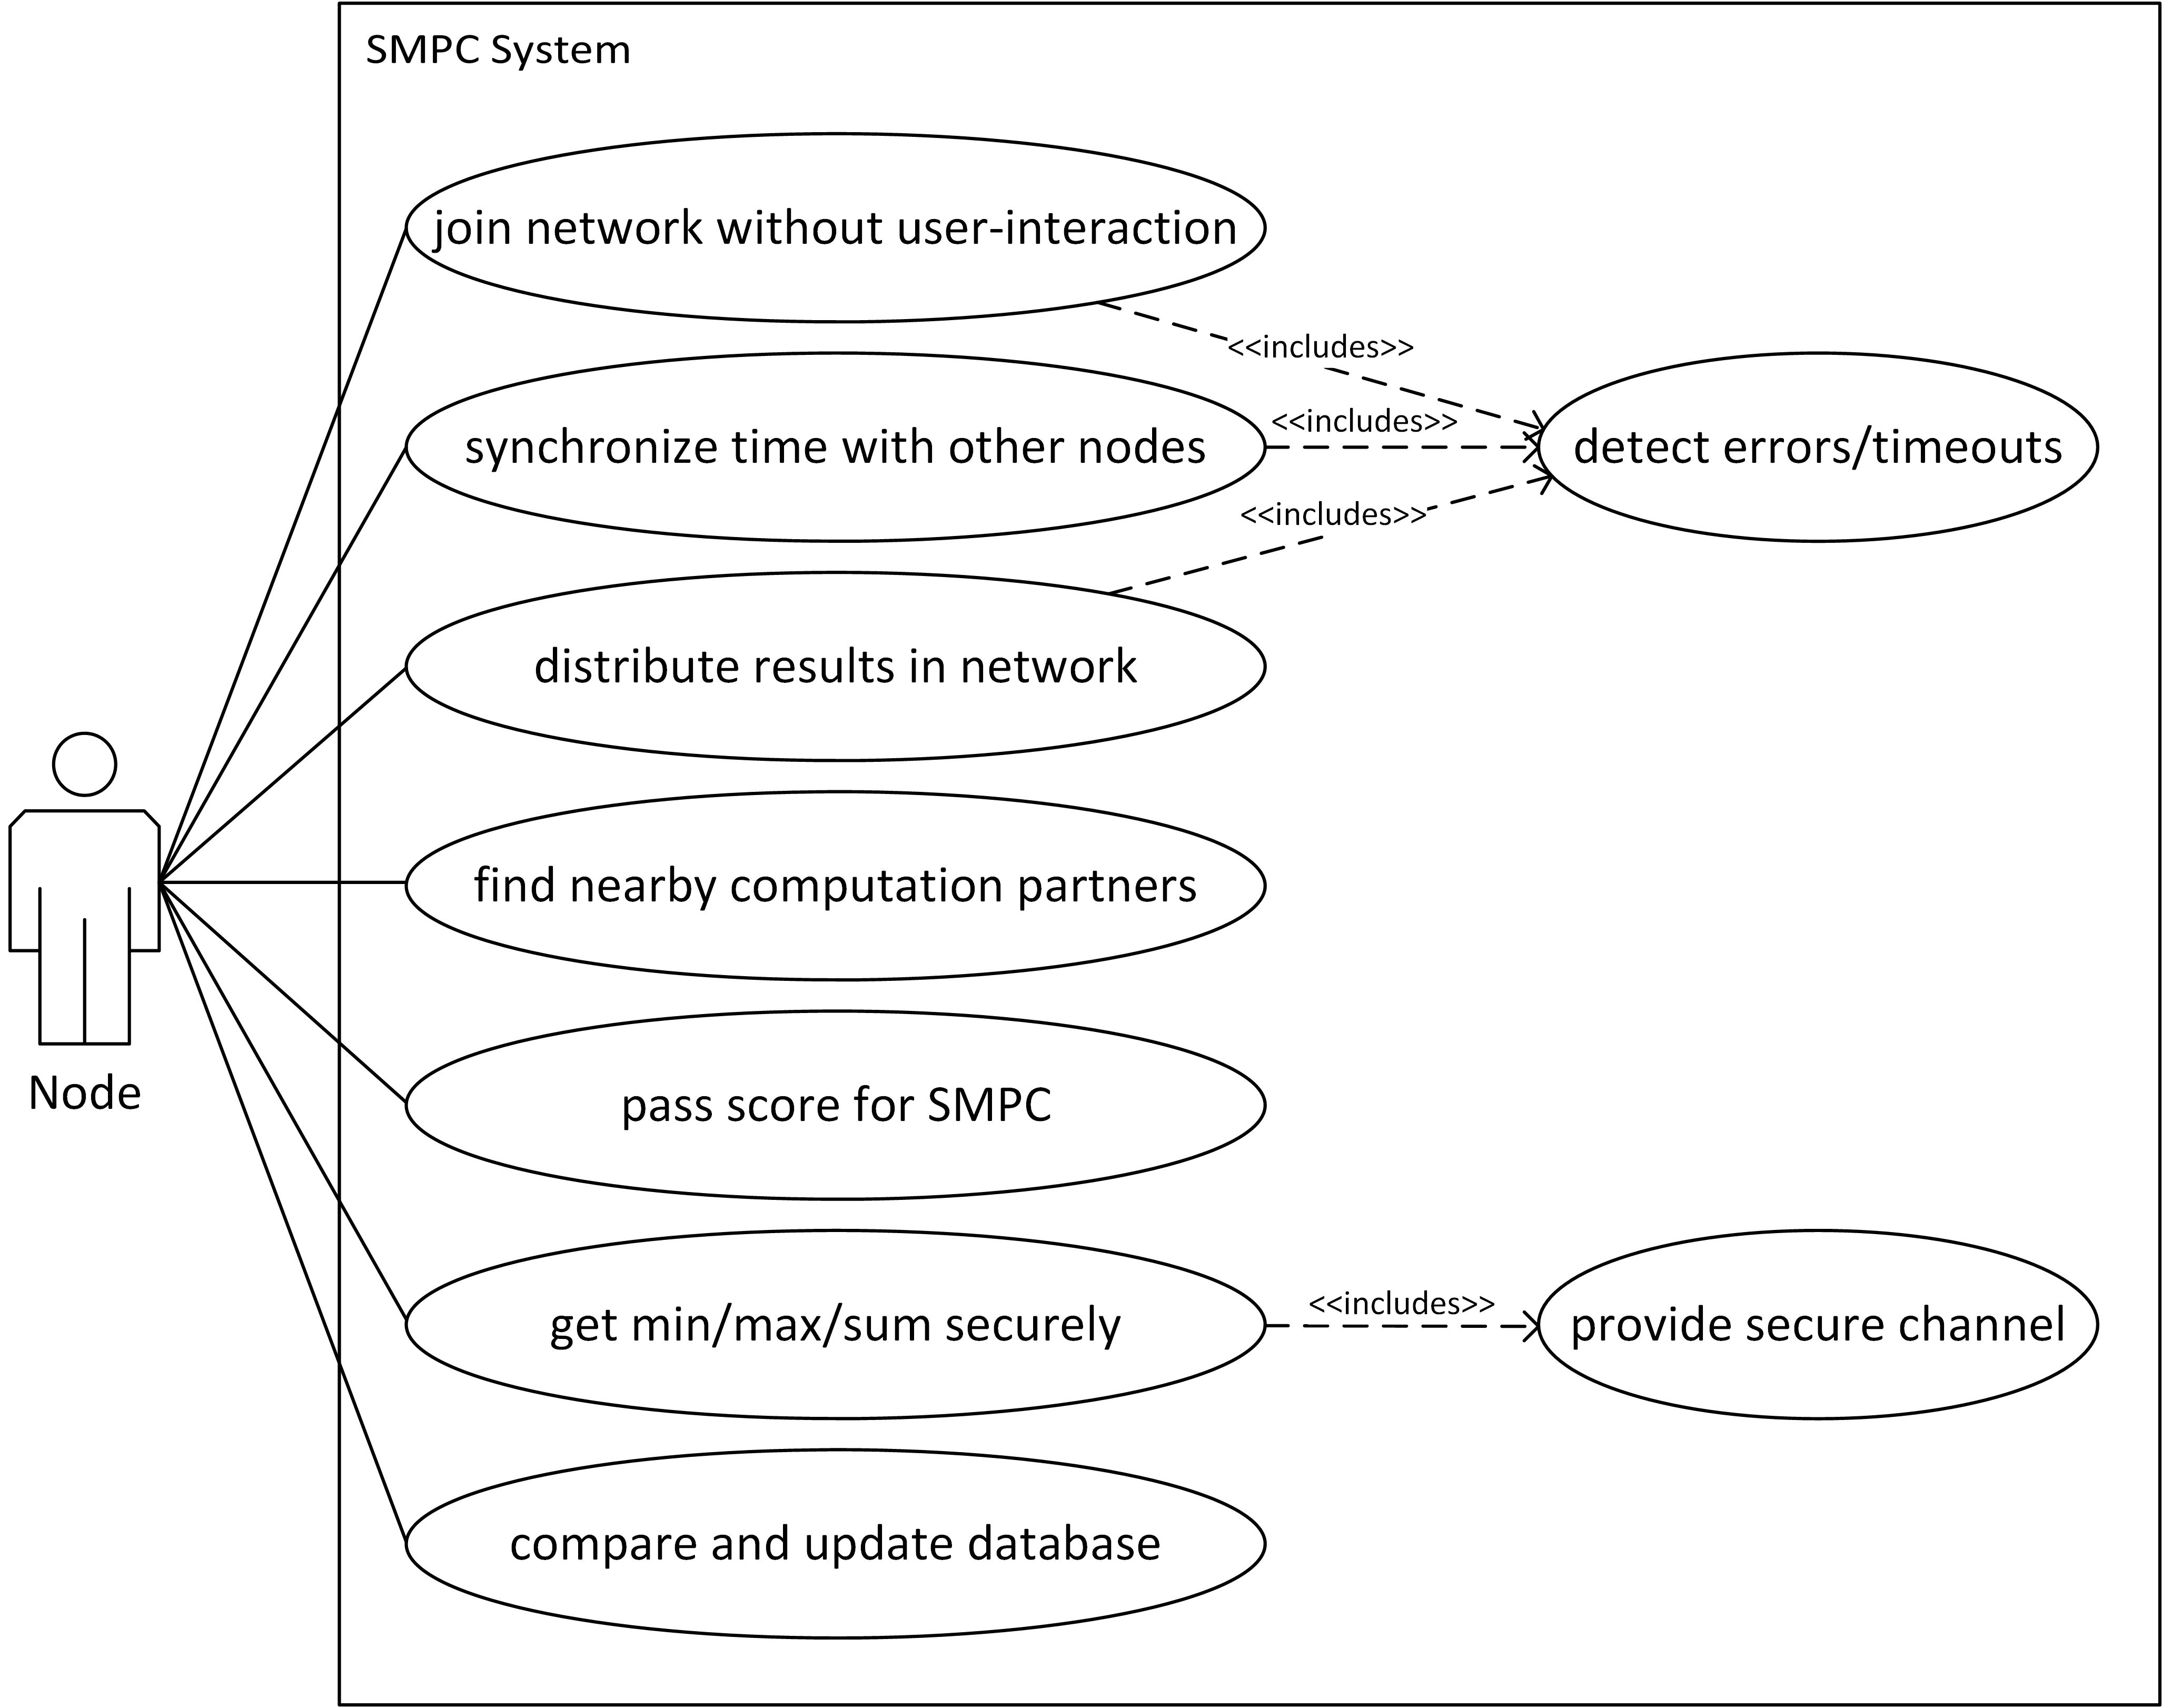 SMPC System
join network without user-interaction
<<includes>>
synchronize time with other nodes
<<includes>>
detect errors/timeouts
<<includes>>
distribute results in network
find nearby computation partners
Node
pass score for SMPC
get min/max/sum securely
<<includes>>
provide secure channel
compare and update database